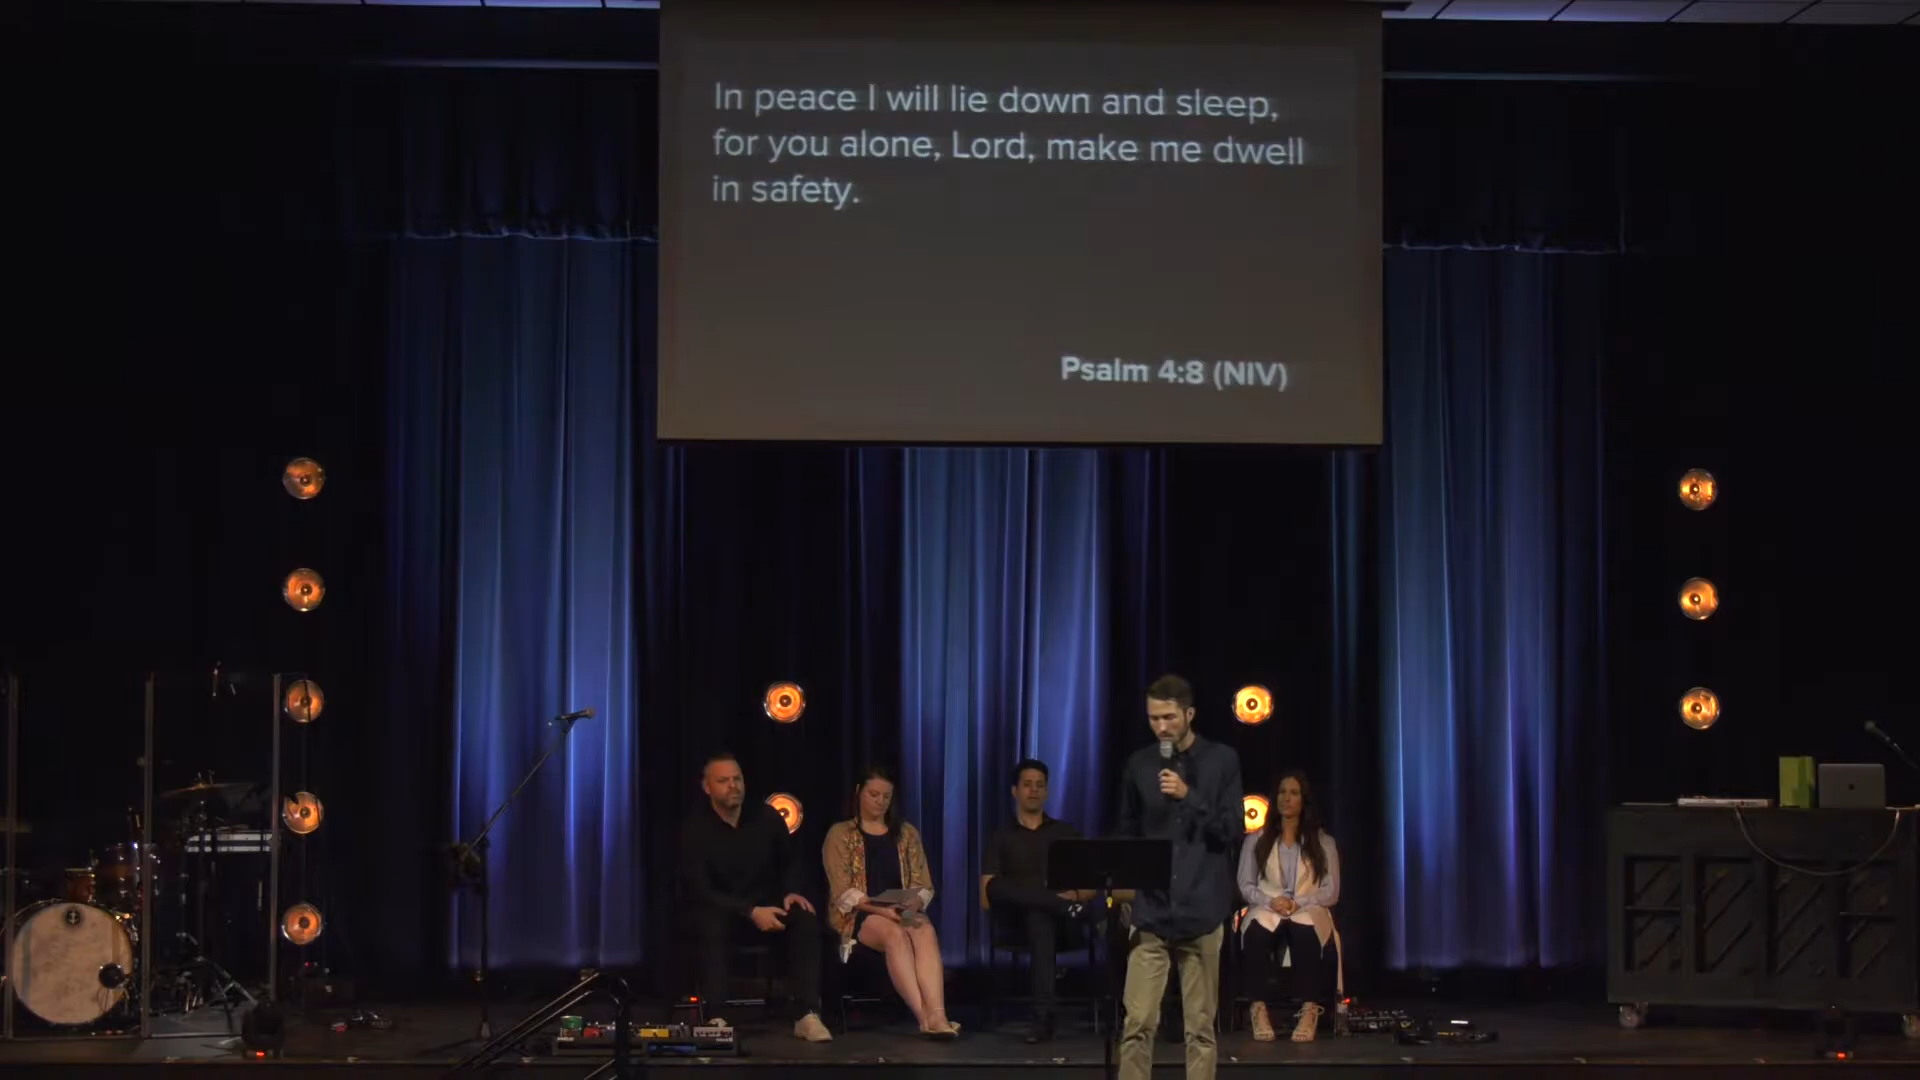 In peace I will lie down and sleep,
for you alone, Lord, make me dwell
in safety.
Psalm 4:8 (NIV)